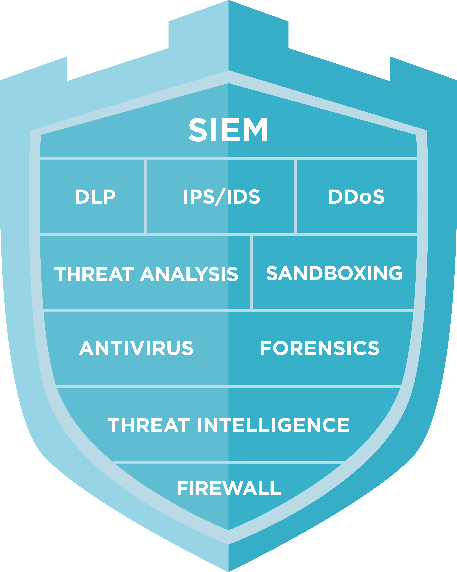 SIEM
DLP IPS/IDS DDoS
THREAT ANALYSIS SANDBOXING
ANTIVIRUS FORENSICS
THREAT INTELLIGENCE
FIREWALL